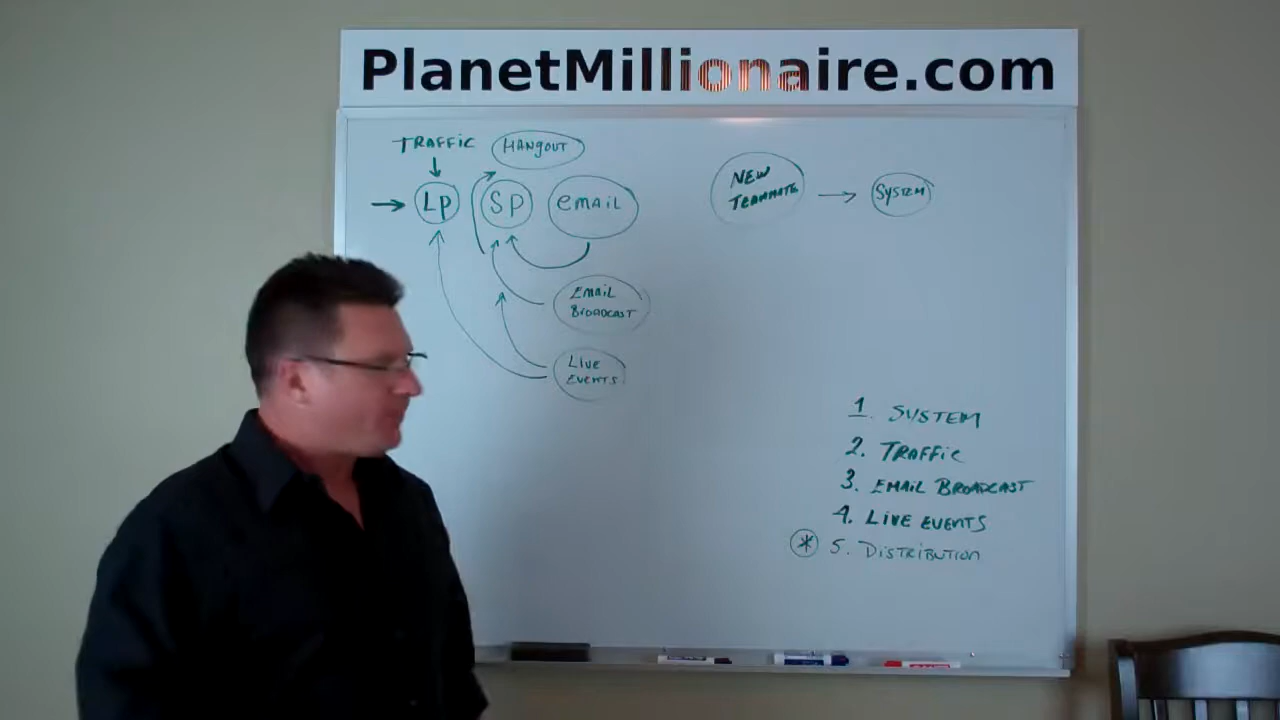 PlanetMillionaire.com
TRAFFIC
HANGOUT
LP
SP
EMAIL
EMAIL
BROADCAST
LIVE
EVENTS
NEW
TEAMMATE
SYSTEM
1. SYSTEM
2. TRAFFIC
3. EMAIL BROADCAST
4. LIVE EVENTS
* 5. DISTRIBUTION